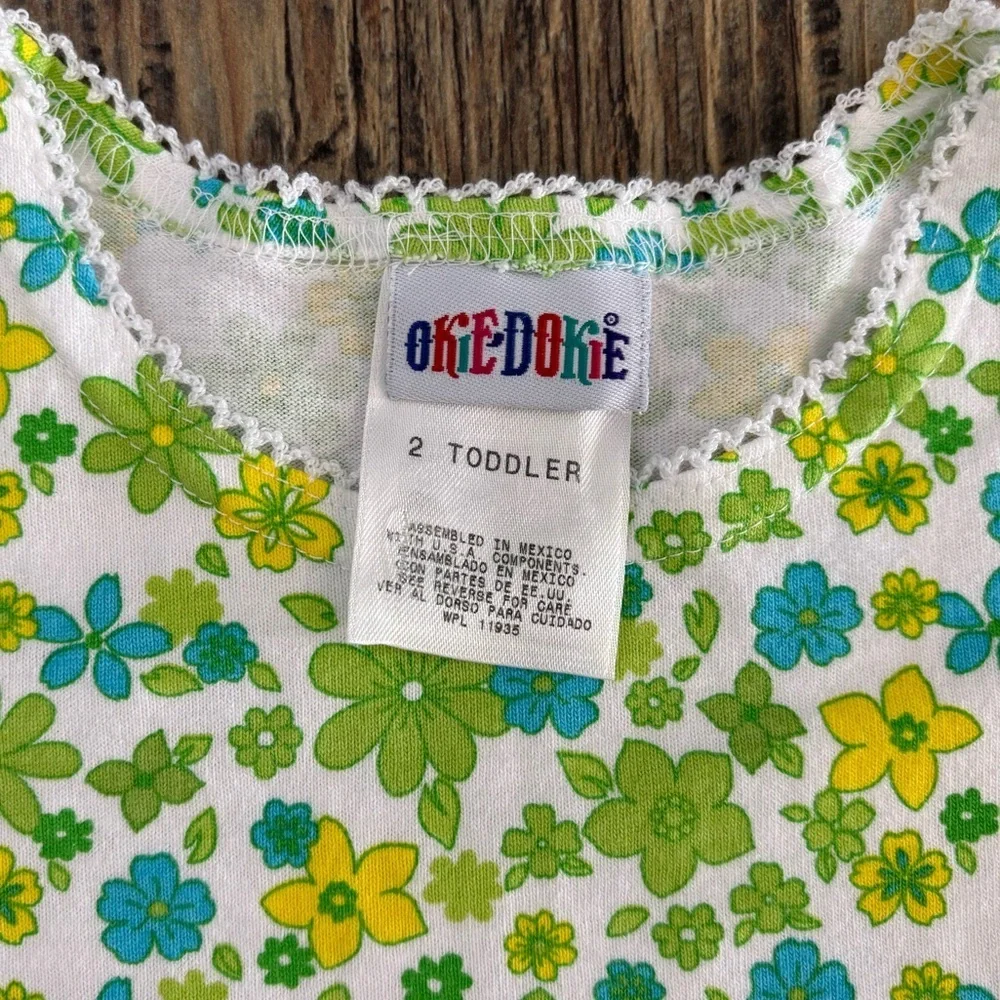 OKIE·DOKIE®
2 TODDLER
ASSEMBLED IN MEXICO
WITH U.S.A. COMPONENTS.
ENSAMBLADO EN MEXICO
CON PARTES DE EE.UU.
SEE REVERSE FOR CARE
VER AL DORSO PARA CUIDADO
WPL 11935